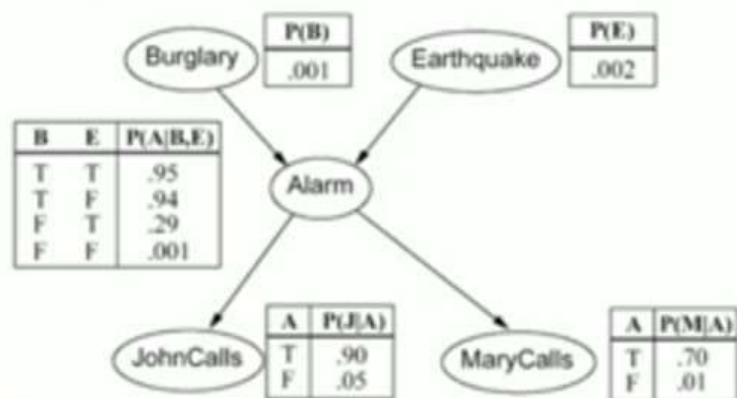 P(B)
.001
Burglary
P(E)
.002
Earthquake
B E P(A|B,E)
T T .95
T F .94
F T .29
F F .001
Alarm
A P(J|A)
T .90
F .05
JohnCalls
A P(M|A)
T .70
F .01
MaryCalls